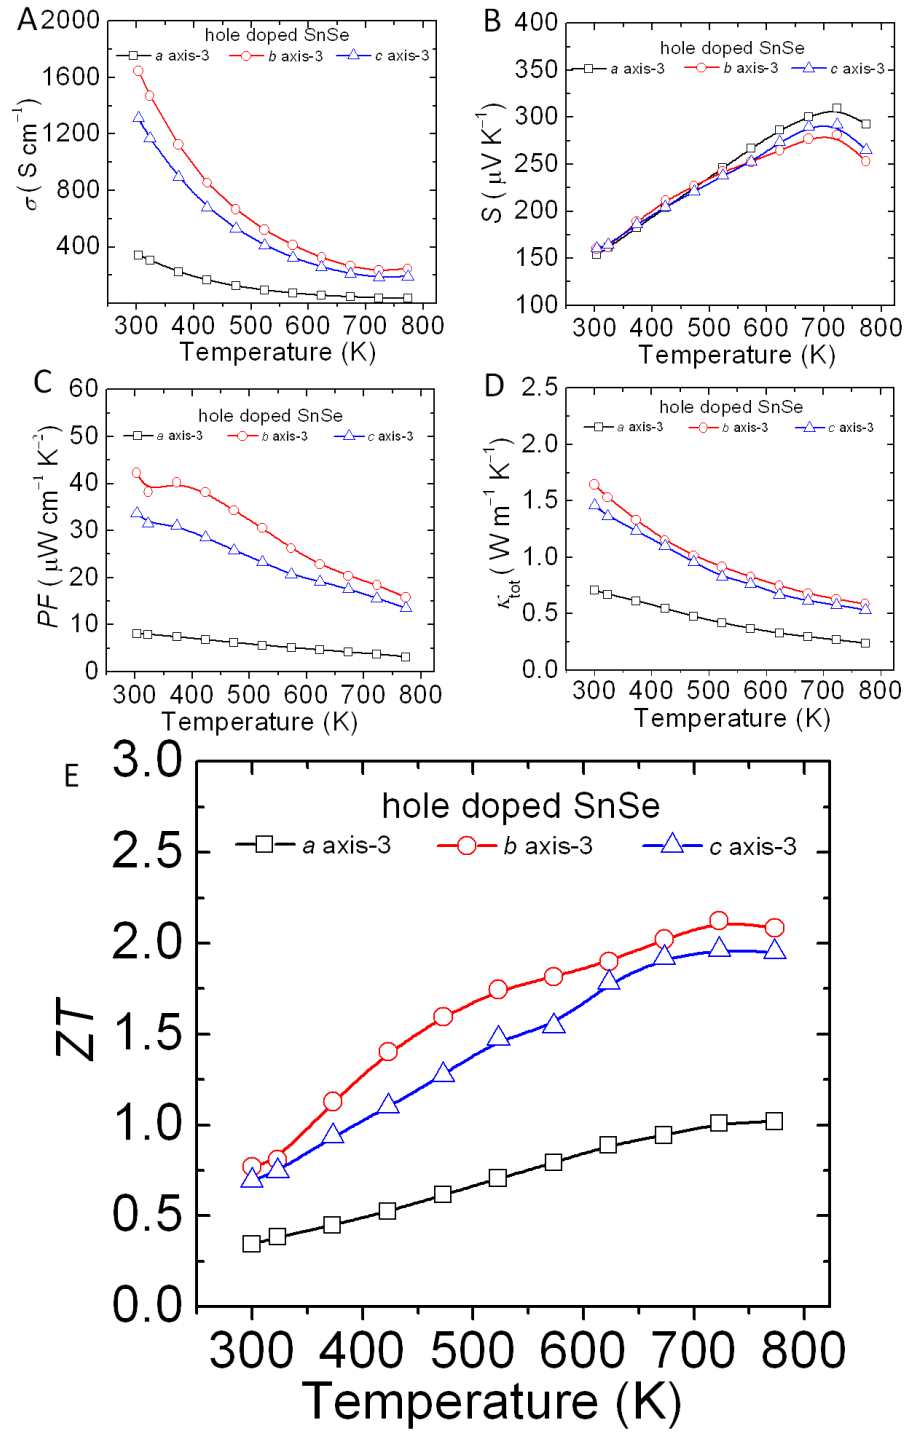 A
2000
1600
1200
800
400
σ ( S cm⁻¹)
hole doped SnSe
a axis-3 b axis-3 c axis-3
300 400 500 600 700 800
Temperature (K)
B
400
350
300
250
200
150
100
S ( μV K⁻¹)
hole doped SnSe
a axis-3 b axis-3 c axis-3
300 400 500 600 700 800
Temperature (K)
C
60
50
40
30
20
10
0
PF ( μW cm⁻¹ K⁻²)
hole doped SnSe
a axis-3 b axis-3 c axis-3
300 400 500 600 700 800
Temperature (K)
D
2.5
2.0
1.5
1.0
0.5
0.0
κtot ( W m⁻¹ K⁻¹)
hole doped SnSe
a axis-3 b axis-3 c axis-3
300 400 500 600 700 800
Temperature (K)
E
3.0
2.5
2.0
1.5
1.0
0.5
0.0
ZT
hole doped SnSe
a axis-3 b axis-3 c axis-3
300 400 500 600 700 800
Temperature (K)